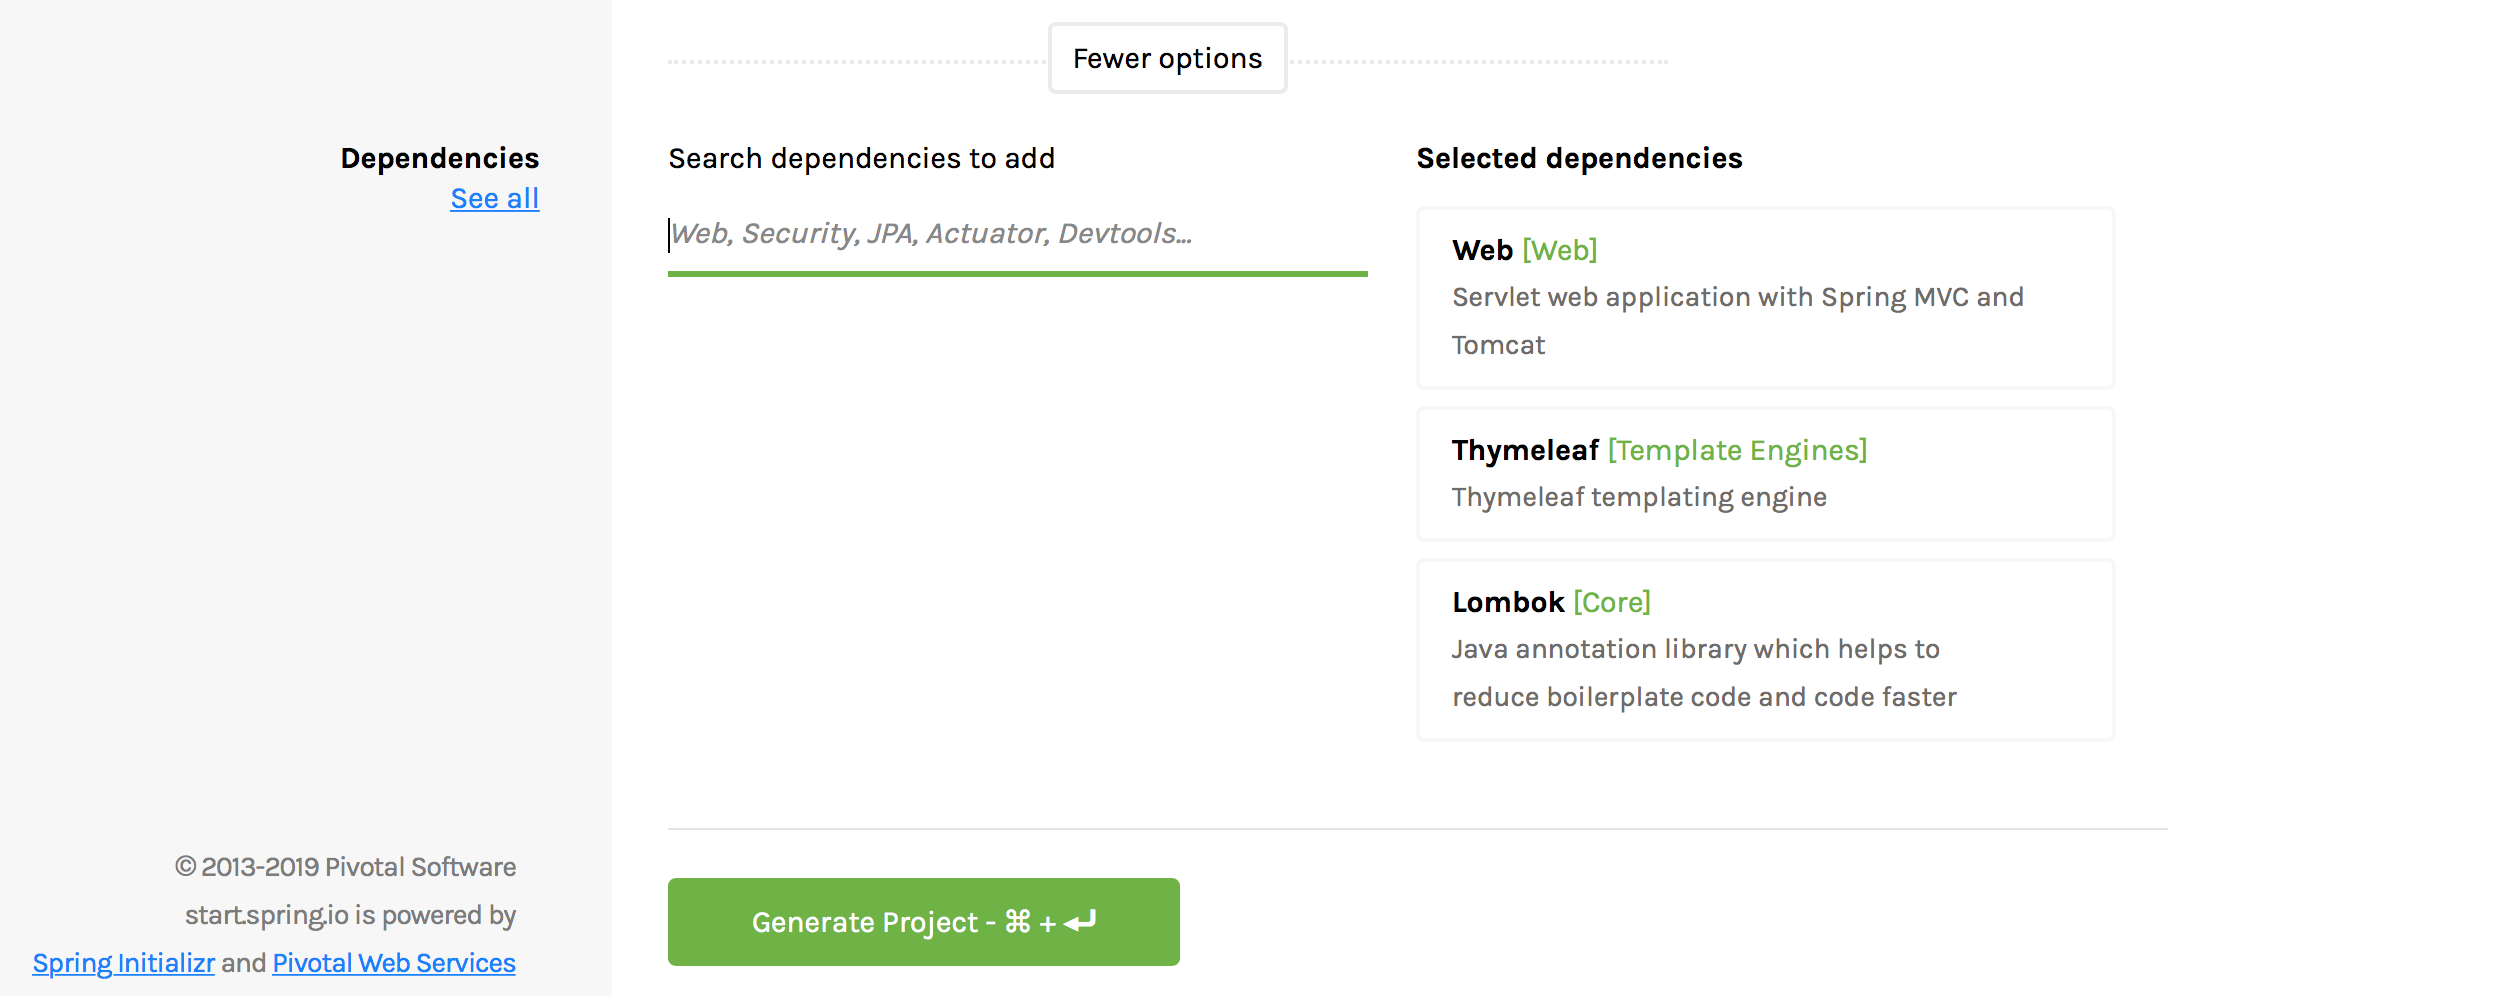 Fewer options
Dependencies
See all
Search dependencies to add
Web, Security, JPA, Actuator, Devtools...
Selected dependencies
Web [Web]
Servlet web application with Spring MVC and
Tomcat
Thymeleaf [Template Engines]
Thymeleaf templating engine
Lombok [Core]
Java annotation library which helps to
reduce boilerplate code and code faster
© 2013-2019 Pivotal Software
start.spring.io is powered by
Spring Initializr and Pivotal Web Services
Generate Project - ⌘ + ↵